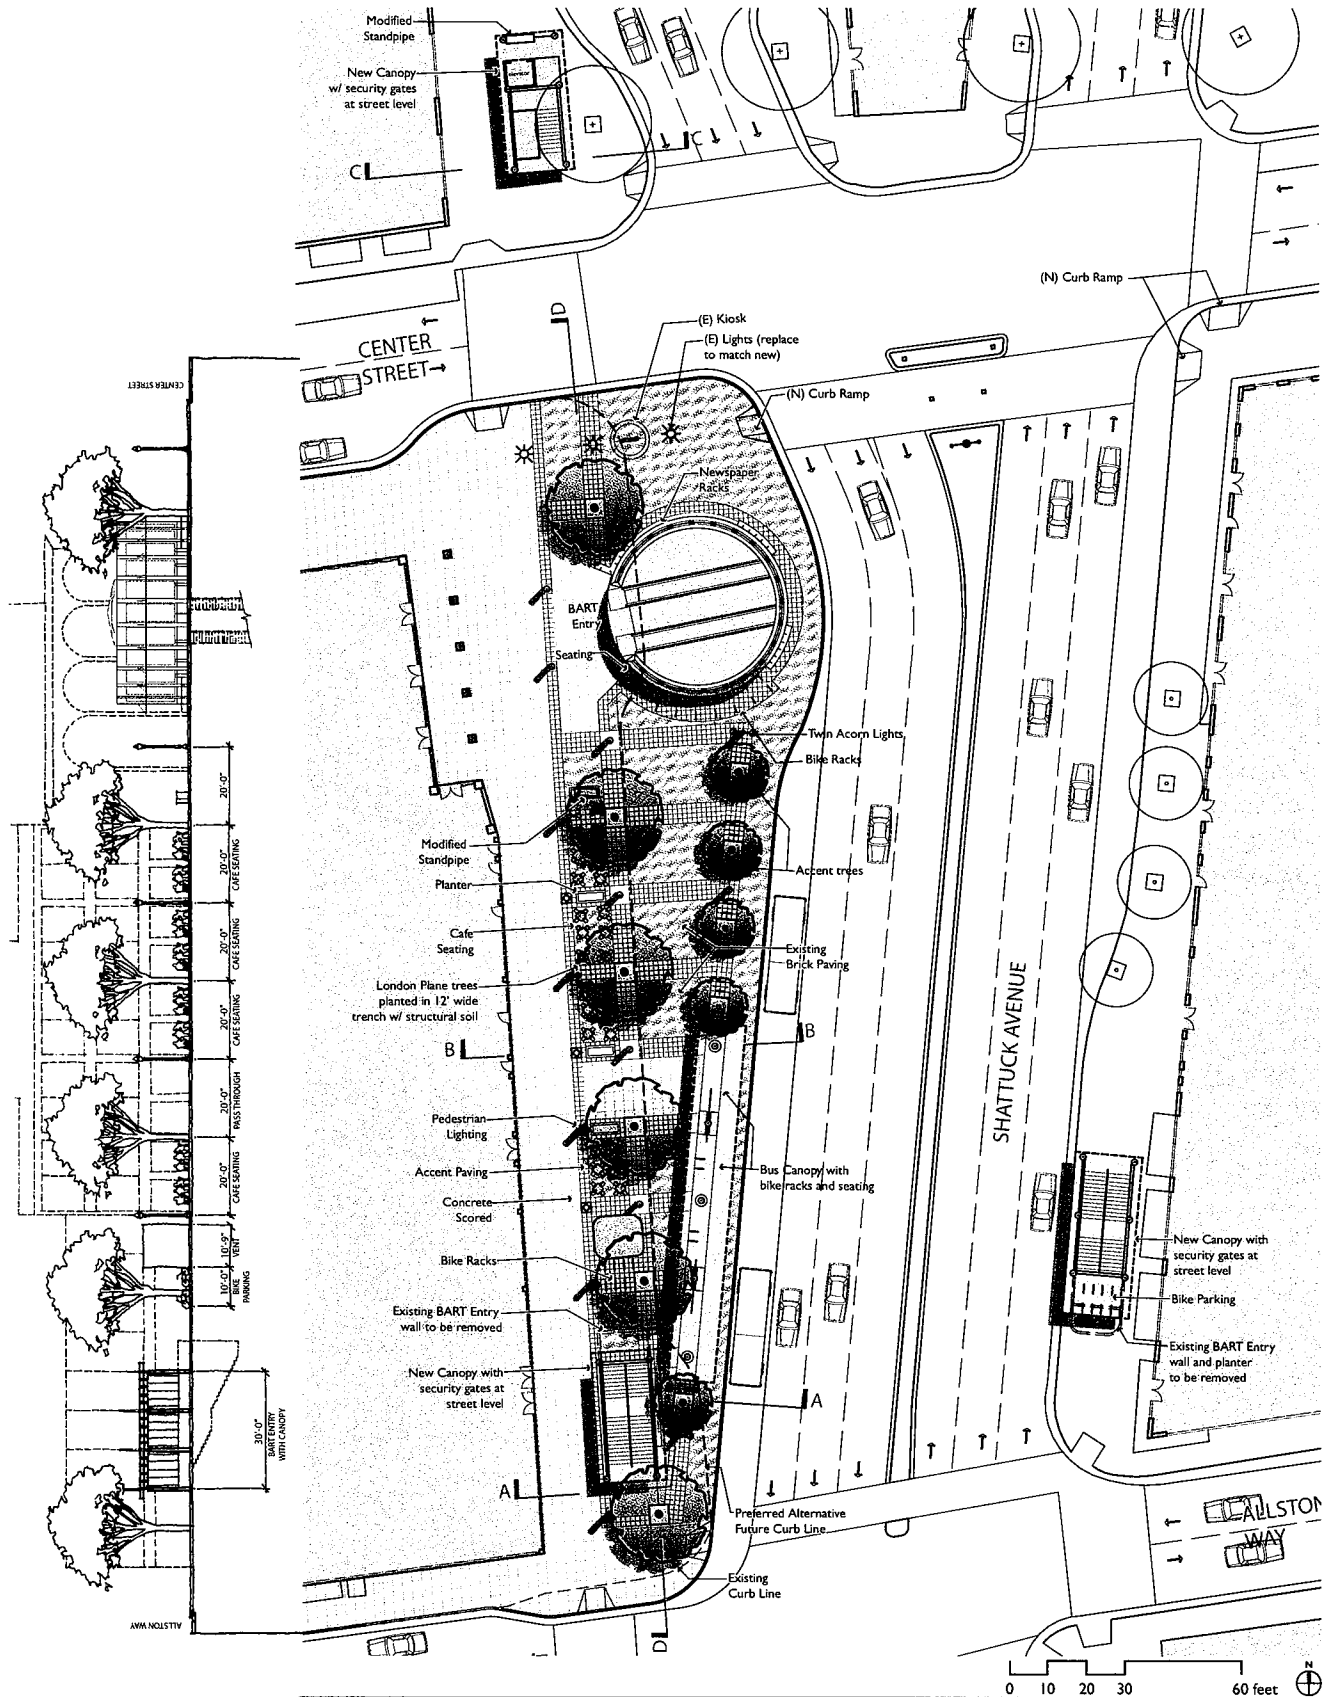 Modified
Standpipe
New Canopy
w/ security gates
at street level
C
C
(N) Curb Ramp
D
(E) Kiosk
(E) Lights (replace
to match new)
CENTER
STREET
CENTER STREET
(N) Curb Ramp
Newspaper
Racks
BART
Entry
Seating
Twin Acorn Lights
Bike Racks
Modified
Standpipe
Planter
Accent trees
Cafe
Seating
Existing
Brick Paving
London Plane trees
planted in 12' wide
trench w/ structural soil
B
B
SHATTUCK AVENUE
Pedestrian
Lighting
Accent Paving
Bus Canopy with
bike racks and seating
Concrete
Scored
Bike Racks
Existing BART Entry
wall to be removed
New Canopy with
security gates at
street level
A
A
New Canopy with
security gates at
street level
Bike Parking
Existing BART Entry
wall and planter
to be removed
Preferred Alternative
Future Curb Line
Existing
Curb Line
D
ALLSTON
WAY
20'-0"
20'-0"
CAFE SEATING
20'-0"
CAFE SEATING
20'-0"
CAFE SEATING
20'-0"
PASS THROUGH
20'-0"
CAFE SEATING
10'-9"
VENT
10'-0"
BIKE
PARKING
30'-0"
BART ENTRY
WITH CANOPY
ALLSTON WAY
0 10 20 30 60 feet
N